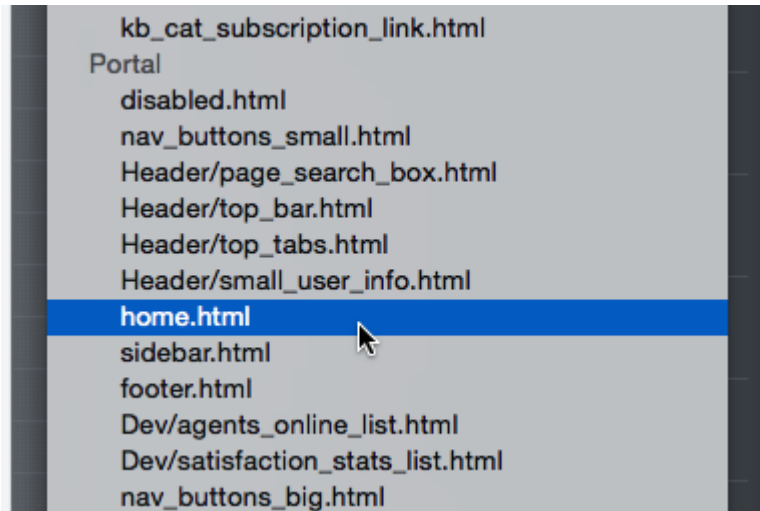 kb_cat_subscription_link.html
Portal
disabled.html
nav_buttons_small.html
Header/page_search_box.html
Header/top_bar.html
Header/top_tabs.html
Header/small_user_info.html
home.html
sidebar.html
footer.html
Dev/agents_online_list.html
Dev/satisfaction_stats_list.html
nav_buttons_big.html